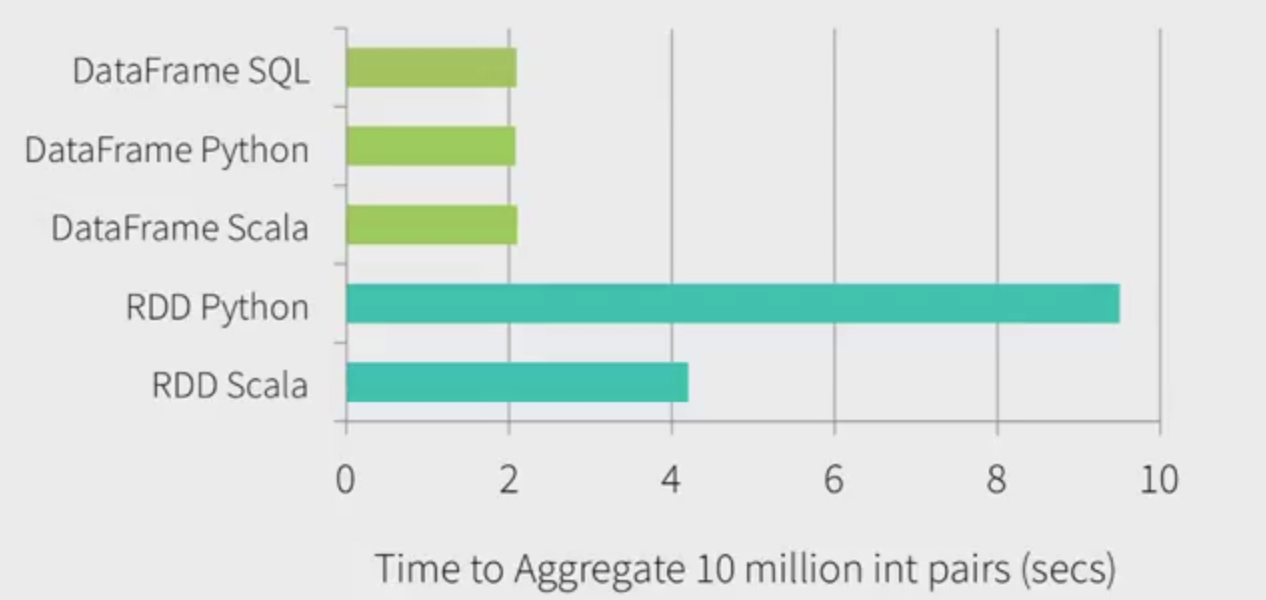 DataFrame SQL
DataFrame Python
DataFrame Scala
RDD Python
RDD Scala
0 2 4 6 8 10
Time to Aggregate 10 million int pairs (secs)